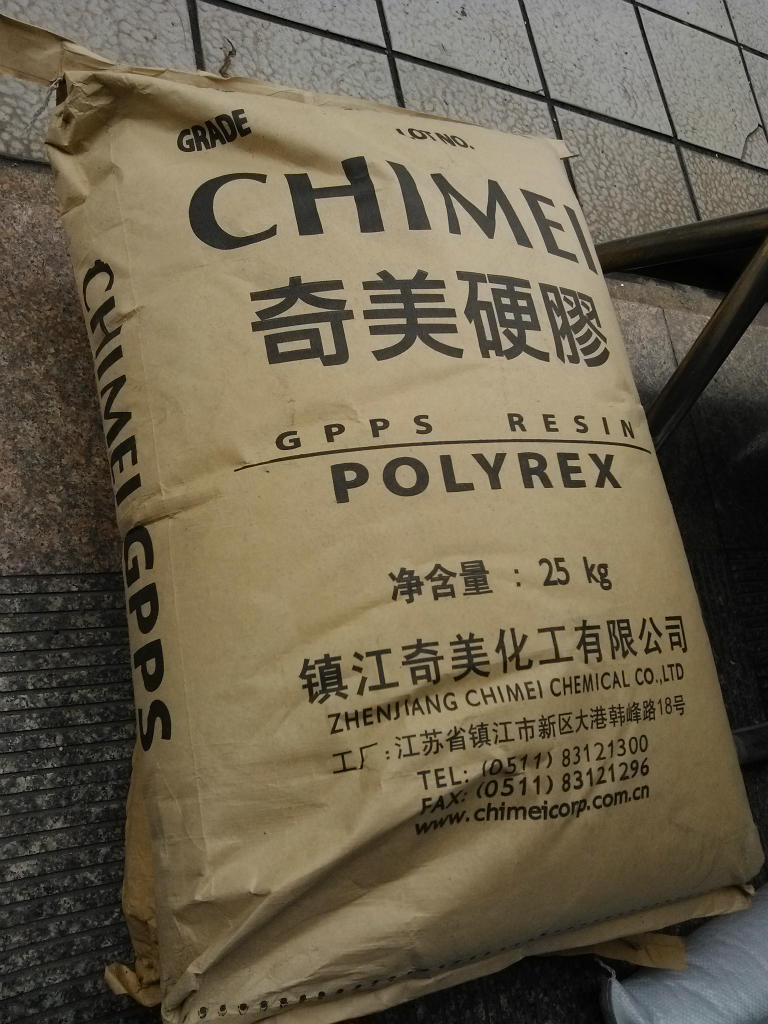 GRADE LOT NO.
CHIMEI
奇美硬膠
GPPS RESIN
POLYREX
净含量 : 25 kg
镇江奇美化工有限公司
ZHENJIANG CHIMEI CHEMICAL CO.,LTD
工厂:江苏省镇江市新区大港韩峰路18号
TEL: (0511) 83121300
FAX: (0511) 83121296
www.chimeicorp.com.cn
CHIMEI GPPS